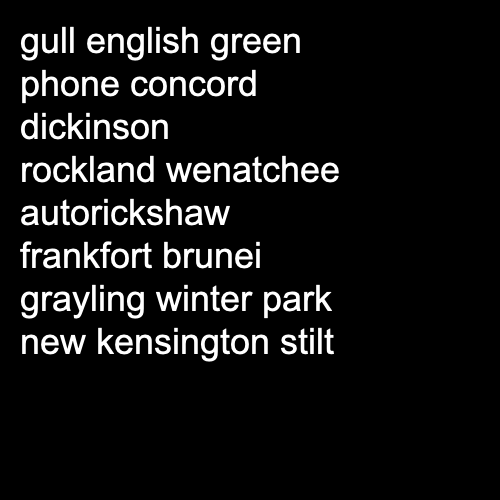 gull english green
phone concord
dickinson
rockland wenatchee
autorickshaw
frankfort brunei
grayling winter park
new kensington stilt